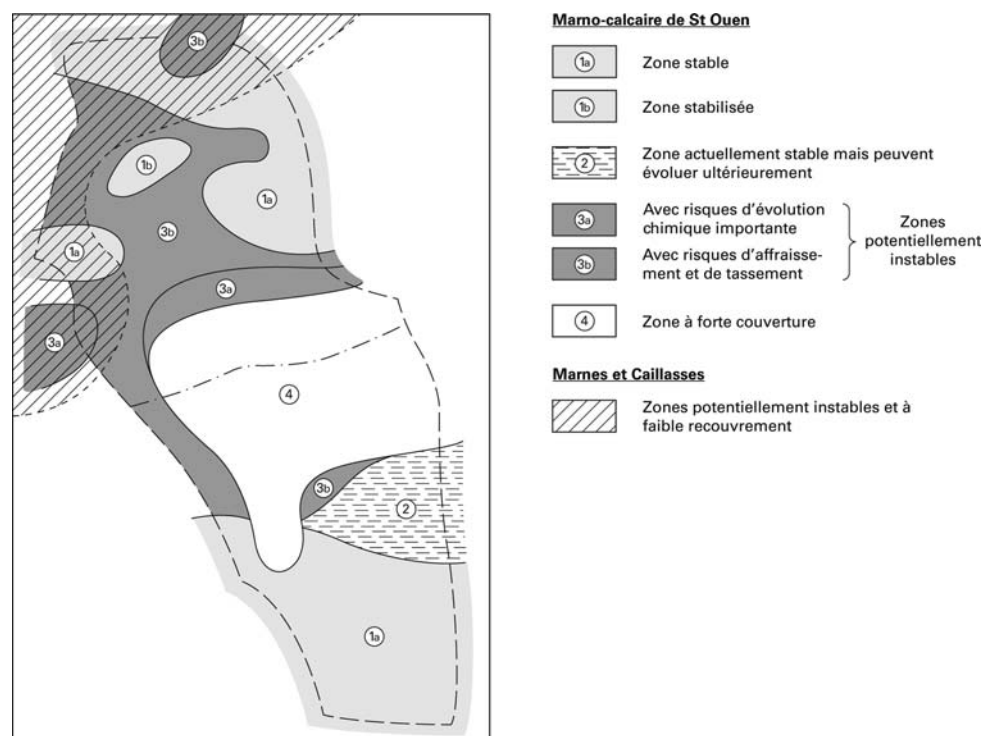 3b
1b
1a
3b
1a
3a
3a
4
3b
2
1a
Marno-calcaire de St Ouen
1a Zone stable
1b Zone stabilisée
2 Zone actuellement stable mais peuvent
évoluer ultérieurement
3a Avec risques d'évolution
chimique importante
3b Avec risques d'affraisse-
ment et de tassement
Zones
potentiellement
instables
4 Zone à forte couverture
Marnes et Caillasses
Zones potentiellement instables et à
faible recouvrement